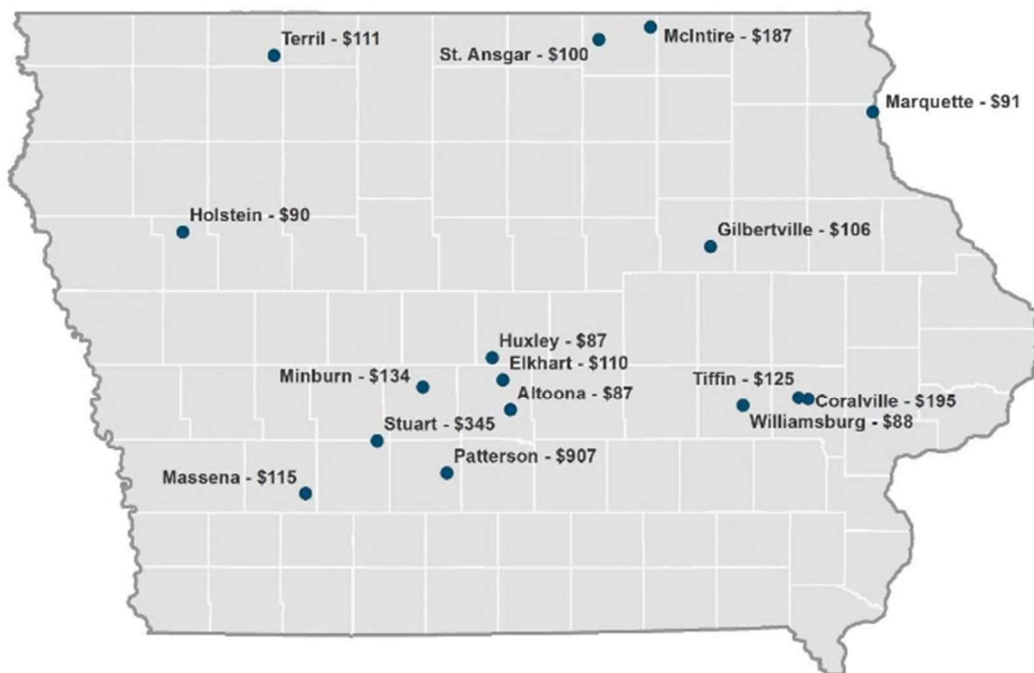 Terril - $111
McIntire - $187
St. Ansgar - $100
Marquette - $91
Holstein - $90
Gilbertville - $106
Huxley - $87
Elkhart - $110
Minburn - $134
Tiffin - $125
Altoona - $87
Coralville - $195
Stuart - $345
Williamsburg - $88
Patterson - $907
Massena - $115